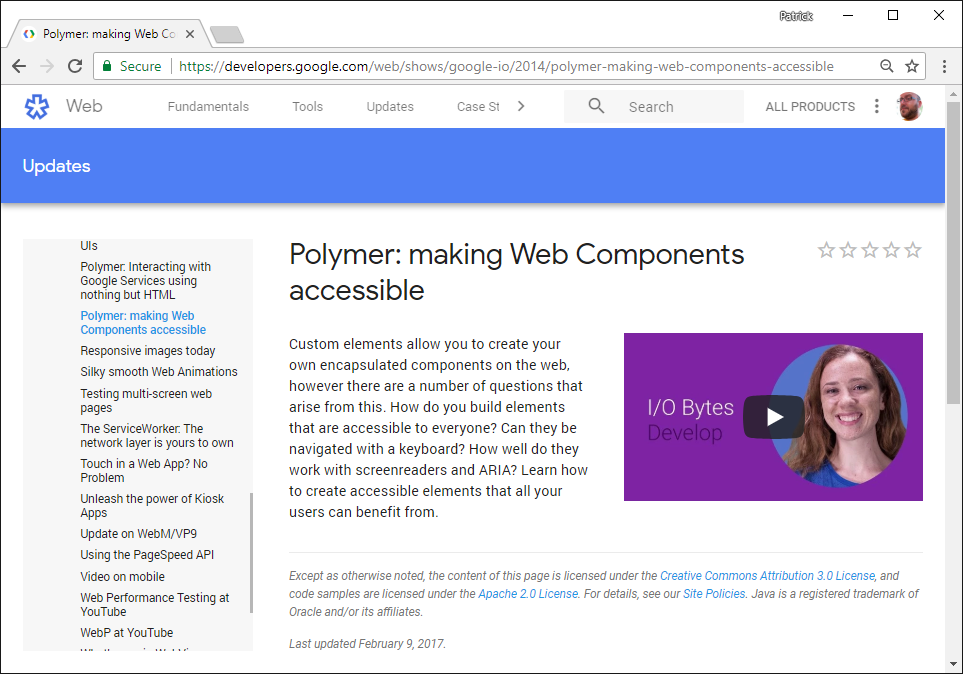 Patrick
Polymer: making Web Co
Secure
https://developers.google.com/web/shows/google-io/2014/polymer-making-web-components-accessible
Web
Fundamentals
Tools
Updates
Case St
Search
ALL PRODUCTS
Updates
UIs
Polymer: Interacting with
Google Services using
nothing but HTML
Polymer: making Web
Components accessible
Responsive images today
Silky smooth Web Animations
Testing multi-screen web
pages
The ServiceWorker: The
network layer is yours to own
Touch in a Web App? No
Problem
Unleash the power of Kiosk
Apps
Update on WebM/VP9
Using the PageSpeed API
Video on mobile
Web Performance Testing at
YouTube
WebP at YouTube
Polymer: making Web Components
accessible
Custom elements allow you to create your
own encapsulated components on the web,
however there are a number of questions that
arise from this. How do you build elements
that are accessible to everyone? Can they be
navigated with a keyboard? How well do they
work with screenreaders and ARIA? Learn how
to create accessible elements that all your
users can benefit from.
I/O Bytes
Develop
Except as otherwise noted, the content of this page is licensed under the Creative Commons Attribution 3.0 License, and
code samples are licensed under the Apache 2.0 License. For details, see our Site Policies. Java is a registered trademark of
Oracle and/or its affiliates.
Last updated February 9, 2017.